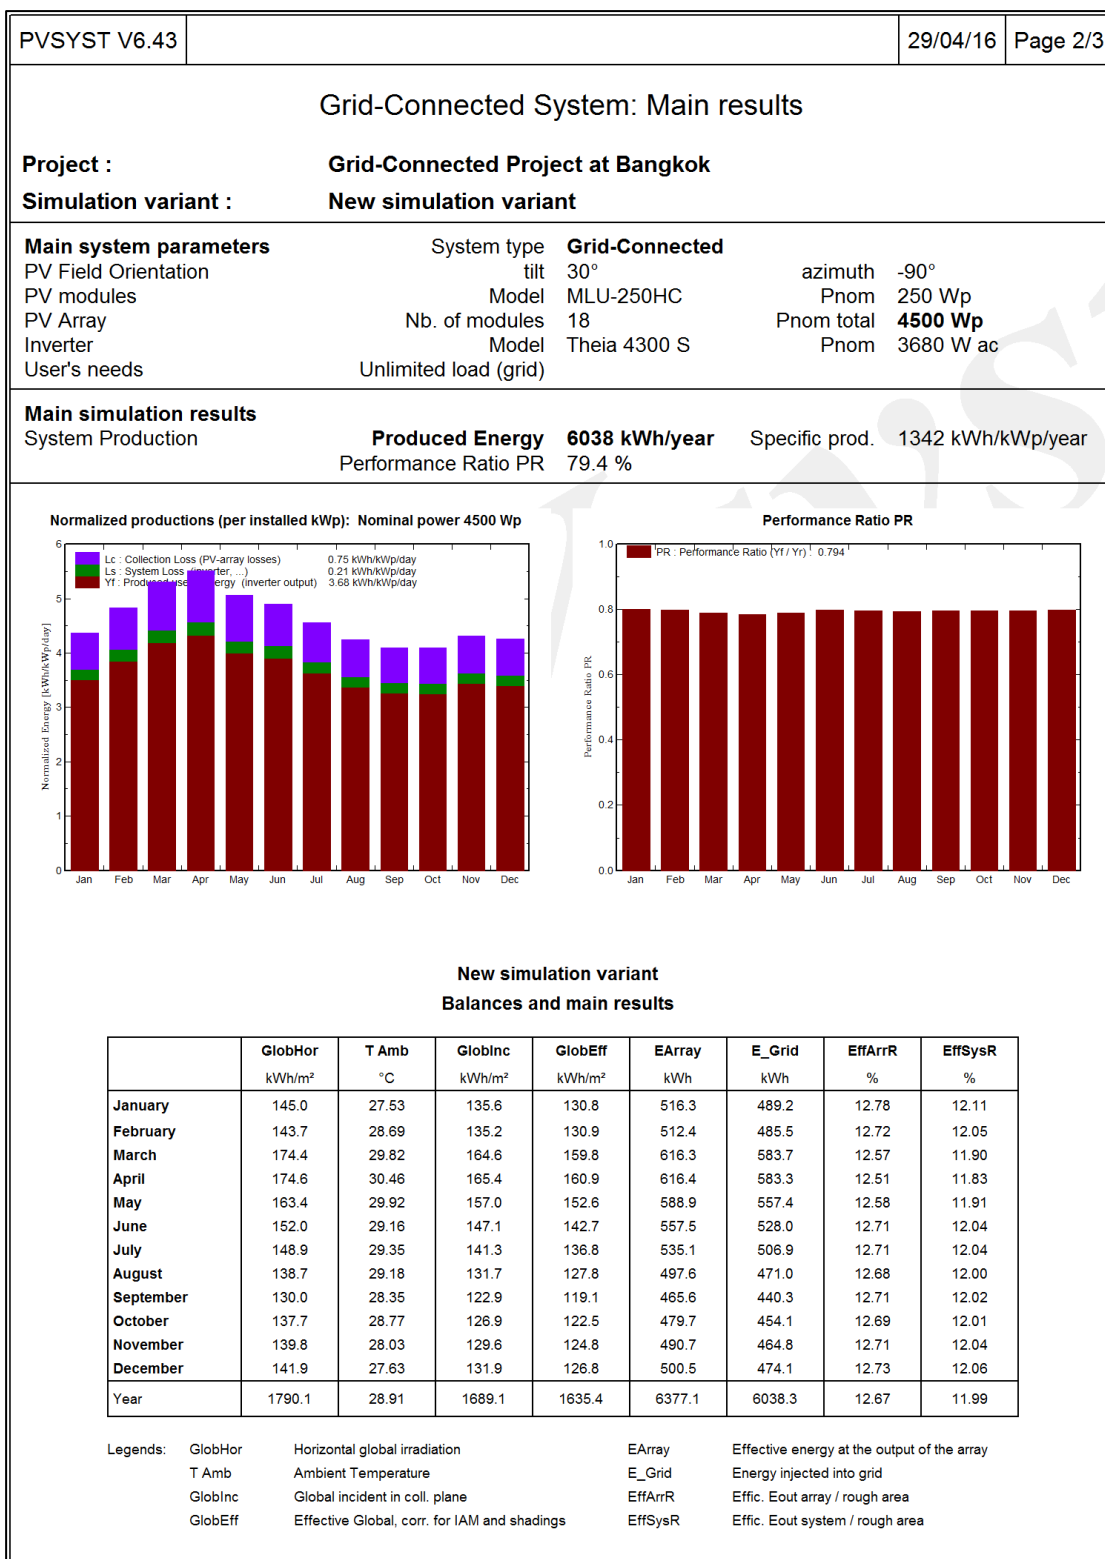 PVSYST V6.43 29/04/16 Page 2/3
Grid-Connected System: Main results
Project : Grid-Connected Project at Bangkok
Simulation variant : New simulation variant
Main system parameters System type Grid-Connected
PV Field Orientation tilt 30° azimuth -90°
PV modules Model MLU-250HC Pnom 250 Wp
PV Array Nb. of modules 18 Pnom total 4500 Wp
Inverter Model Theia 4300 S Pnom 3680 W ac
User's needs Unlimited load (grid)
Main simulation results
System Production Produced Energy 6038 kWh/year Specific prod. 1342 kWh/kWp/year
Performance Ratio PR 79.4 %
Normalized productions (per installed kWp): Nominal power 4500 Wp
Lc : Collection Loss (PV-array losses) 0.75 kWh/kWp/day
Ls : System Loss (inverter, ...) 0.21 kWh/kWp/day
Yf : Produced useful energy (inverter output) 3.68 kWh/kWp/day
Normalized Energy [kWh/kWp/day]
6
5
4
3
2
1
0
Jan Feb Mar Apr May Jun Jul Aug Sep Oct Nov Dec
Performance Ratio PR
PR : Performance Ratio (Yf / Yr) : 0.794
Performance Ratio PR
1.0
0.8
0.6
0.4
0.2
0.0
Jan Feb Mar Apr May Jun Jul Aug Sep Oct Nov Dec
New simulation variant
Balances and main results
GlobHor T Amb GlobInc GlobEff EArray E_Grid EffArrR EffSysR
kWh/m² °C kWh/m² kWh/m² kWh kWh % %
January 145.0 27.53 135.6 130.8 516.3 489.2 12.78 12.11
February 143.7 28.69 135.2 130.9 512.4 485.5 12.72 12.05
March 174.4 29.82 164.6 159.8 616.3 583.7 12.57 11.90
April 174.6 30.46 165.4 160.9 616.4 583.3 12.51 11.83
May 163.4 29.92 157.0 152.6 588.9 557.4 12.58 11.91
June 152.0 29.16 147.1 142.7 557.5 528.0 12.71 12.04
July 148.9 29.35 141.3 136.8 535.1 506.9 12.71 12.04
August 138.7 29.18 131.7 127.8 497.6 471.0 12.68 12.00
September 130.0 28.35 122.9 119.1 465.6 440.3 12.71 12.02
October 137.7 28.77 126.9 122.5 479.7 454.1 12.69 12.01
November 139.8 28.03 129.6 124.8 490.7 464.8 12.71 12.04
December 141.9 27.63 131.9 126.8 500.5 474.1 12.73 12.06
Year 1790.1 28.91 1689.1 1635.4 6377.1 6038.3 12.67 11.99
Legends: GlobHor Horizontal global irradiation EArray Effective energy at the output of the array
T Amb Ambient Temperature E_Grid Energy injected into grid
GlobInc Global incident in coll. plane EffArrR Effic. Eout array / rough area
GlobEff Effective Global, corr. for IAM and shadings EffSysR Effic. Eout system / rough area